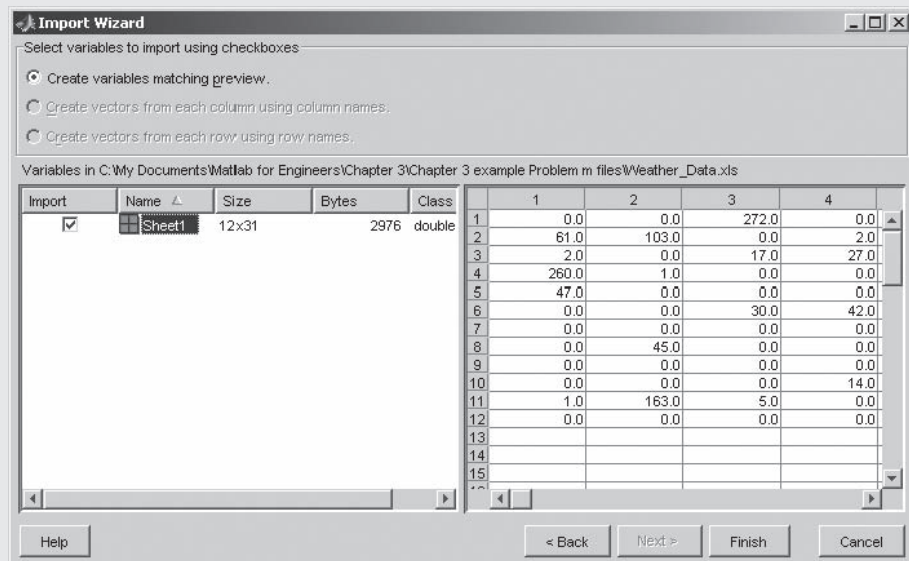 Import Wizard
Select variables to import using checkboxes
Create variables matching preview.
Create vectors from each column using column names.
Create vectors from each row using row names.
Variables in C:\My Documents\Matlab for Engineers\Chapter 3\Chapter 3 example Problem m files\Weather_Data.xls
Import Name Size Bytes Class
Sheet1 12x31 2976 double
1 2 3 4
1 0.0 0.0 272.0 0.0
2 61.0 103.0 0.0 2.0
3 2.0 0.0 17.0 27.0
4 260.0 1.0 0.0 0.0
5 47.0 0.0 0.0 0.0
6 0.0 0.0 30.0 42.0
7 0.0 0.0 0.0 0.0
8 0.0 45.0 0.0 0.0
9 0.0 0.0 0.0 0.0
10 0.0 0.0 0.0 14.0
11 1.0 163.0 5.0 0.0
12 0.0 0.0 0.0 0.0
13
14
15
Help < Back Next > Finish Cancel